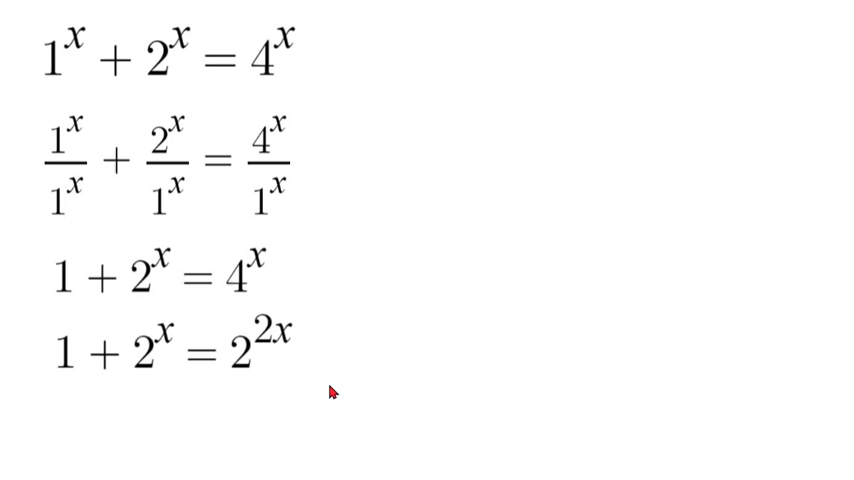 1^x + 2^x = 4^x
1^x/1^x + 2^x/1^x = 4^x/1^x
1 + 2^x = 4^x
1 + 2^x = 2^{2x}